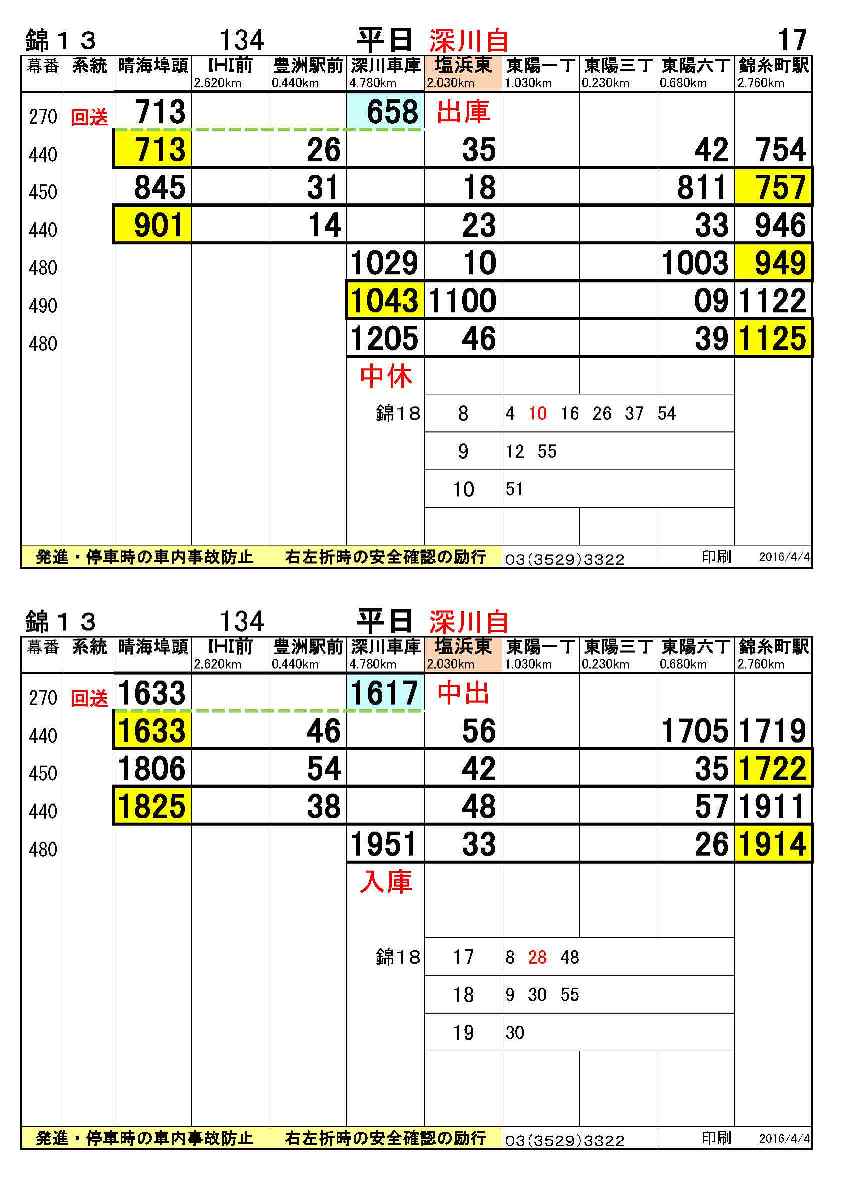 錦13 134 平日 深川自 17
幕番 系統 晴海埠頭 IHI前 豊洲駅前 深川車庫 塩浜東 東陽一丁 東陽三丁 東陽六丁 錦糸町駅
2.620km 0.440km 4.780km 2.030km 1.030km 0.230km 0.680km 2.760km
270 回送 713 658 出庫
440 713 26 35 42 754
450 845 31 18 811 757
440 901 14 23 33 946
480 1029 10 1003 949
490 1043 1100 09 1122
480 1205 46 39 1125
中休
錦18 8 4 10 16 26 37 54
9 12 55
10 51
発進・停車時の車内事故防止 右左折時の安全確認の励行 03(3529)3322 印刷 2016/4/4
錦13 134 平日 深川自
幕番 系統 晴海埠頭 IHI前 豊洲駅前 深川車庫 塩浜東 東陽一丁 東陽三丁 東陽六丁 錦糸町駅
2.620km 0.440km 4.780km 2.030km 1.030km 0.230km 0.680km 2.760km
270 回送 1633 1617 中出
440 1633 46 56 1705 1719
450 1806 54 42 35 1722
440 1825 38 48 57 1911
480 1951 33 26 1914
入庫
錦18 17 8 28 48
18 9 30 55
19 30
発進・停車時の車内事故防止 右左折時の安全確認の励行 03(3529)3322 印刷 2016/4/4